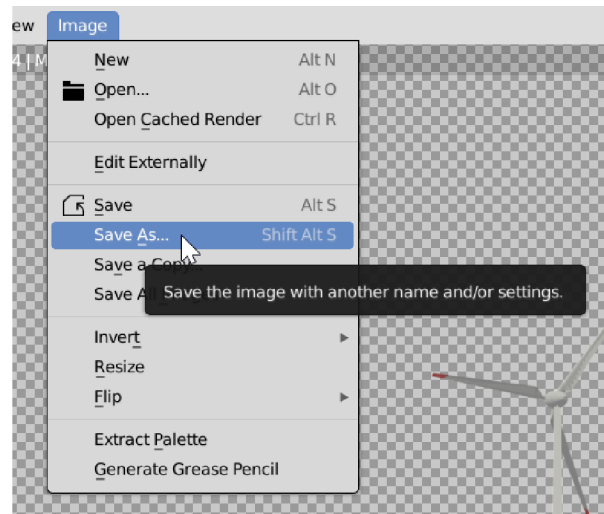 ew Image
4 | M
New Alt N
Open... Alt O
Open Cached Render Ctrl R
Edit Externally
Save Alt S
Save As... Shift Alt S
Save a Copy...
Save All
Save the image with another name and/or settings.
Invert
Resize
Flip
Extract Palette
Generate Grease Pencil